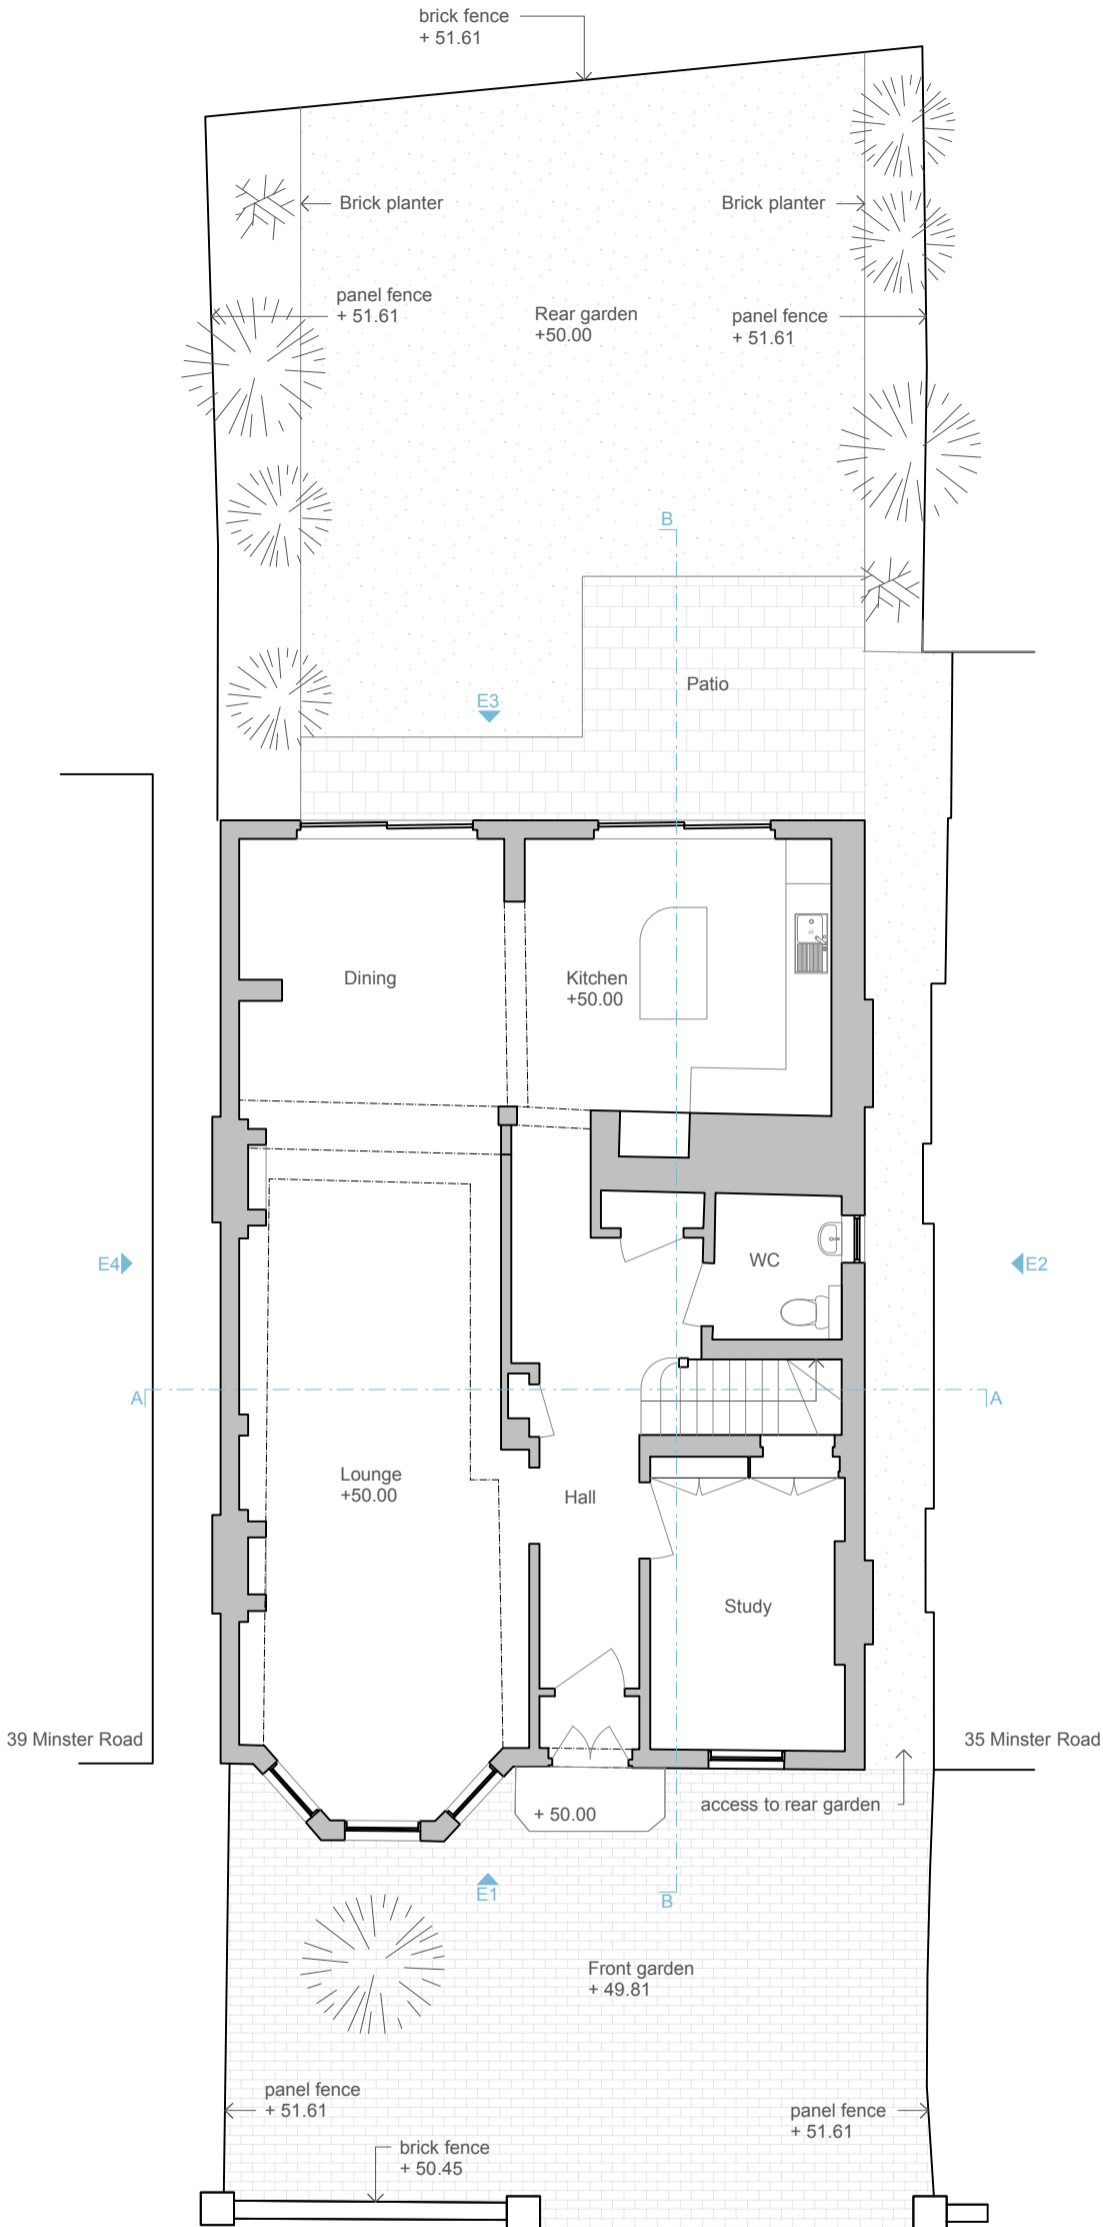 brick fence
+ 51.61
Brick planter
Brick planter
panel fence
+ 51.61
Rear garden
+50.00
panel fence
+ 51.61
B
Patio
E3
Dining
Kitchen
+50.00
S
WC
E4
E2
A
A
Lounge
+50.00
Hall
Study
39 Minster Road
35 Minster Road
+ 50.00
access to rear garden
E1
B
Front garden
+ 49.81
panel fence
+ 51.61
panel fence
+ 51.61
brick fence
+ 50.45